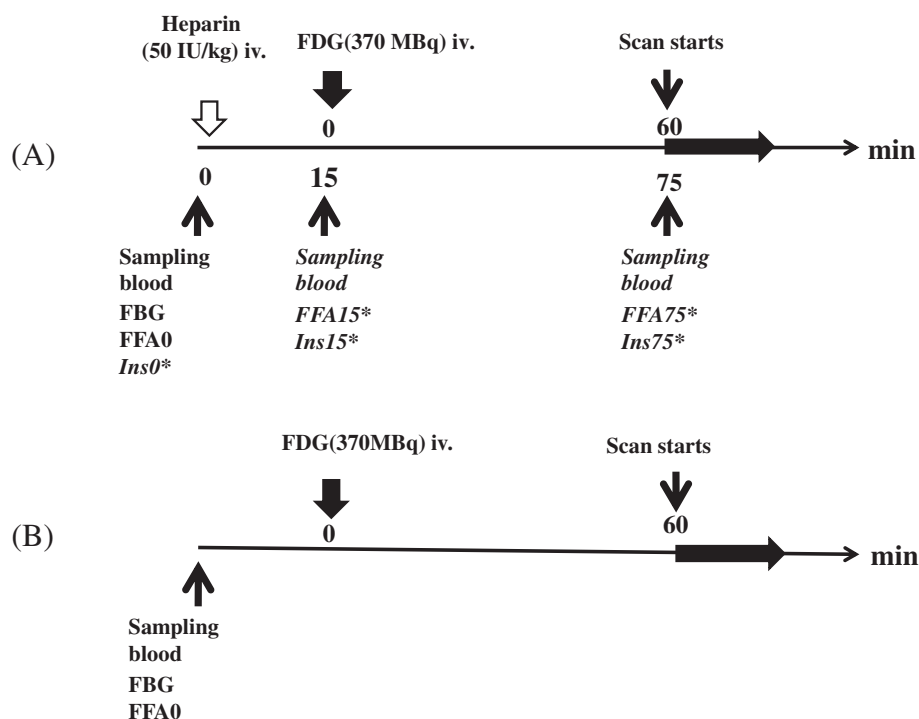 Heparin
(50 IU/kg) iv.
FDG(370 MBq) iv.
Scan starts
0
60
(A)
min
0
15
75
Sampling
blood
FBG
FFA0
Ins0*
Sampling
blood
FFA15*
Ins15*
Sampling
blood
FFA75*
Ins75*
FDG(370MBq) iv.
Scan starts
0
60
(B)
min
Sampling
blood
FBG
FFA0